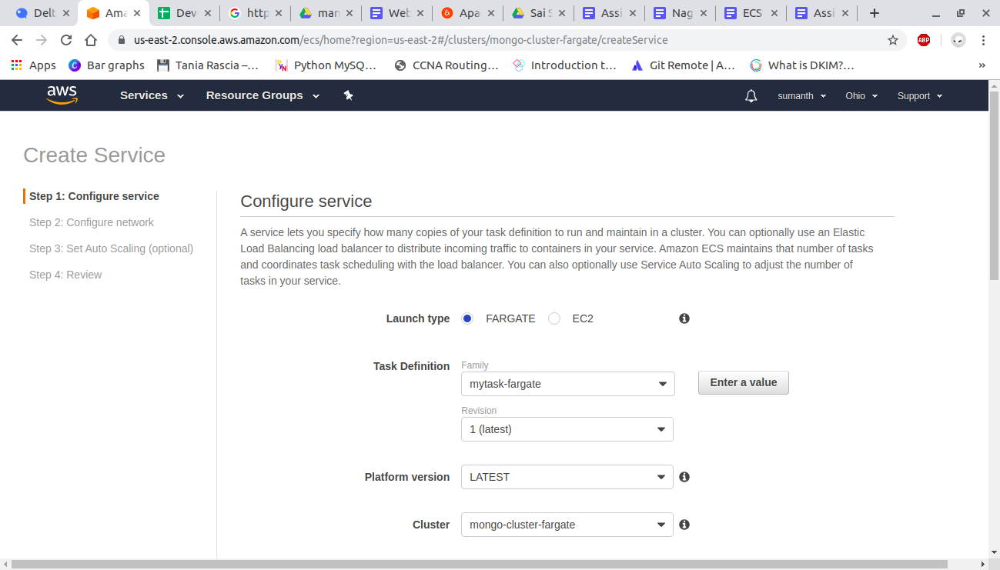 Delt
Ama
Dev
http
man
Web
Apa
Sai S
Assi
Nag
ECS
Assi
us-east-2.console.aws.amazon.com/ecs/home?region=us-east-2#/clusters/mongo-cluster-fargate/createService
ABP
Apps
Bar graphs
Tania Rascia –...
Python MySQ...
CCNA Routing...
Introduction t...
Git Remote | A...
What is DKIM?...
»
aws
Services
Resource Groups
sumanth
Ohio
Support
Create Service
Step 1: Configure service
Step 2: Configure network
Step 3: Set Auto Scaling (optional)
Step 4: Review
Configure service
A service lets you specify how many copies of your task definition to run and maintain in a cluster. You can optionally use an Elastic
Load Balancing load balancer to distribute incoming traffic to containers in your service. Amazon ECS maintains that number of tasks
and coordinates task scheduling with the load balancer. You can also optionally use Service Auto Scaling to adjust the number of
tasks in your service.
Launch type
FARGATE
EC2
Task Definition
Family
mytask-fargate
Enter a value
Revision
1 (latest)
Platform version
LATEST
Cluster
mongo-cluster-fargate